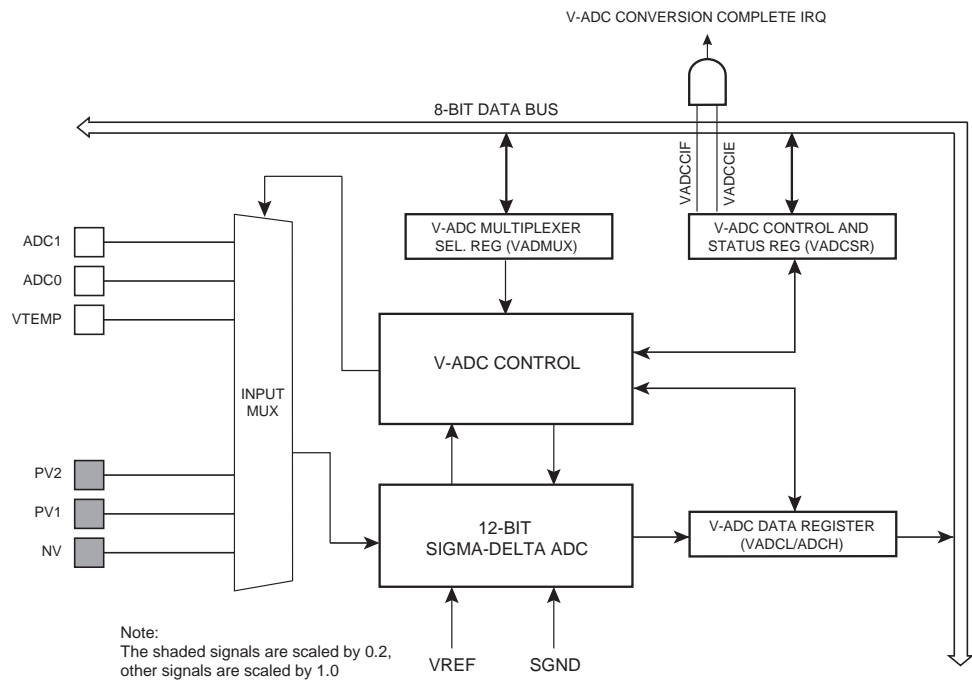 V-ADC CONVERSION COMPLETE IRQ
8-BIT DATA BUS
VADCCIF
VADCCIE
V-ADC MULTIPLEXER
SEL. REG (VADMUX)
V-ADC CONTROL AND
STATUS REG (VADCSR)
ADC1
ADC0
VTEMP
V-ADC CONTROL
INPUT
MUX
PV2
PV1
NV
12-BIT
SIGMA-DELTA ADC
V-ADC DATA REGISTER
(VADCL/ADCH)
Note:
The shaded signals are scaled by 0.2,
other signals are scaled by 1.0
VREF
SGND